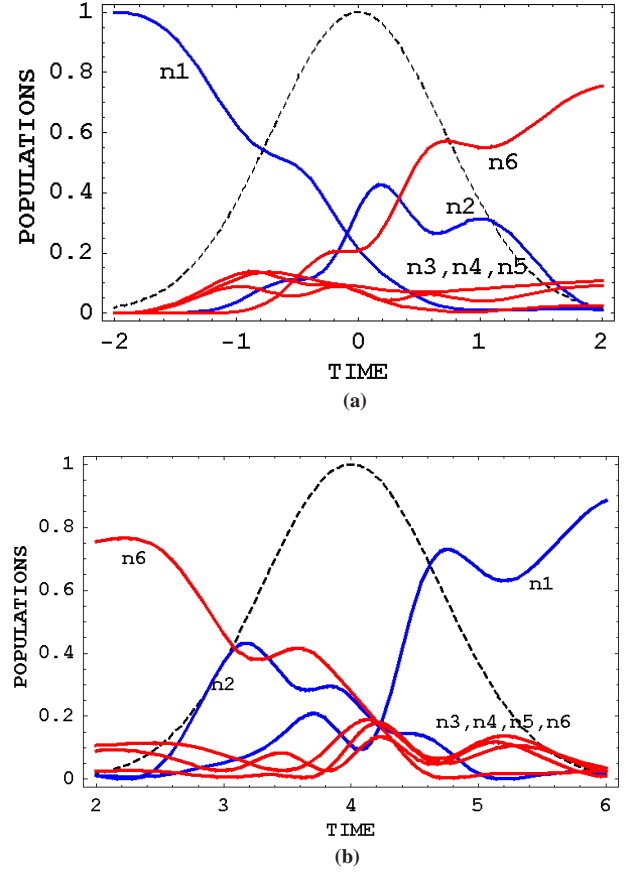 1
0.8
0.6
0.4
0.2
0
POPULATIONS
n1
n6
n2
n3,n4,n5
-2 -1 0 1 2
TIME
(a)
1
0.8
0.6
0.4
0.2
0
POPULATIONS
n6
n1
n2
n3,n4,n5,n6
2 3 4 5 6
TIME
(b)